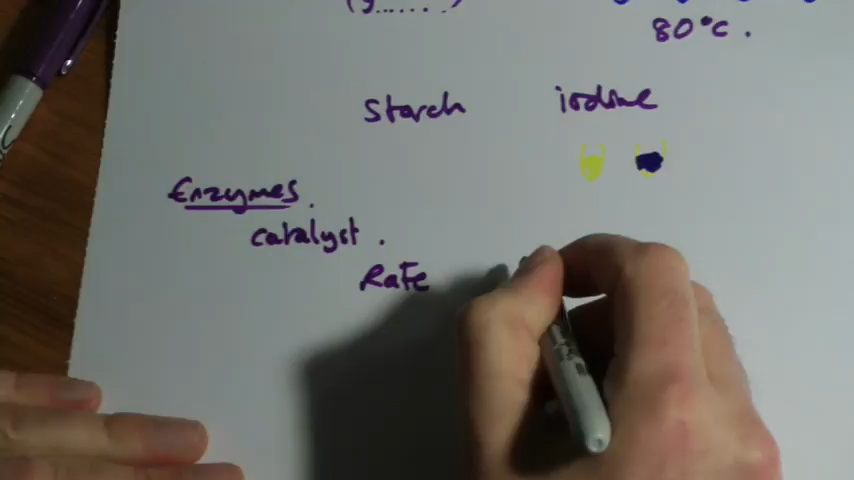 80°c.
Starch iodine
Enzymes.
catalyst.
Rate